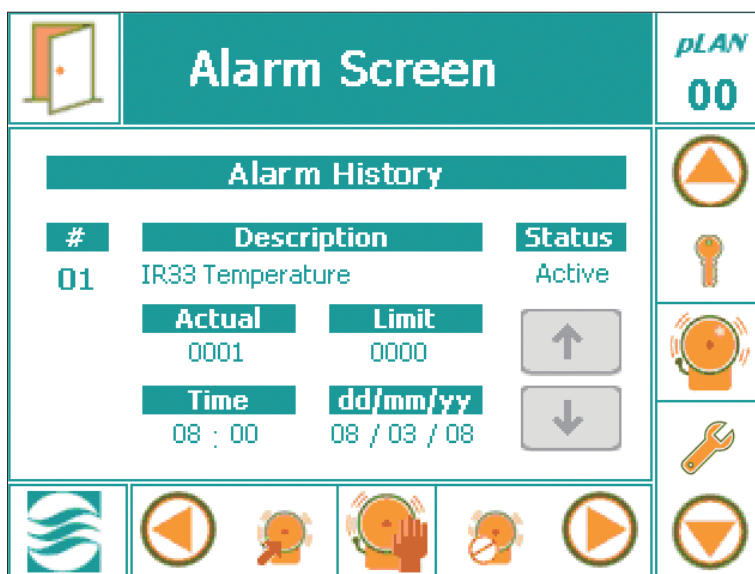 Alarm Screen
pLAN
00
Alarm History
# Description Status
01 IR33 Temperature Active
Actual Limit
0001 0000
Time dd/mm/yy
08 : 00 08 / 03 / 08